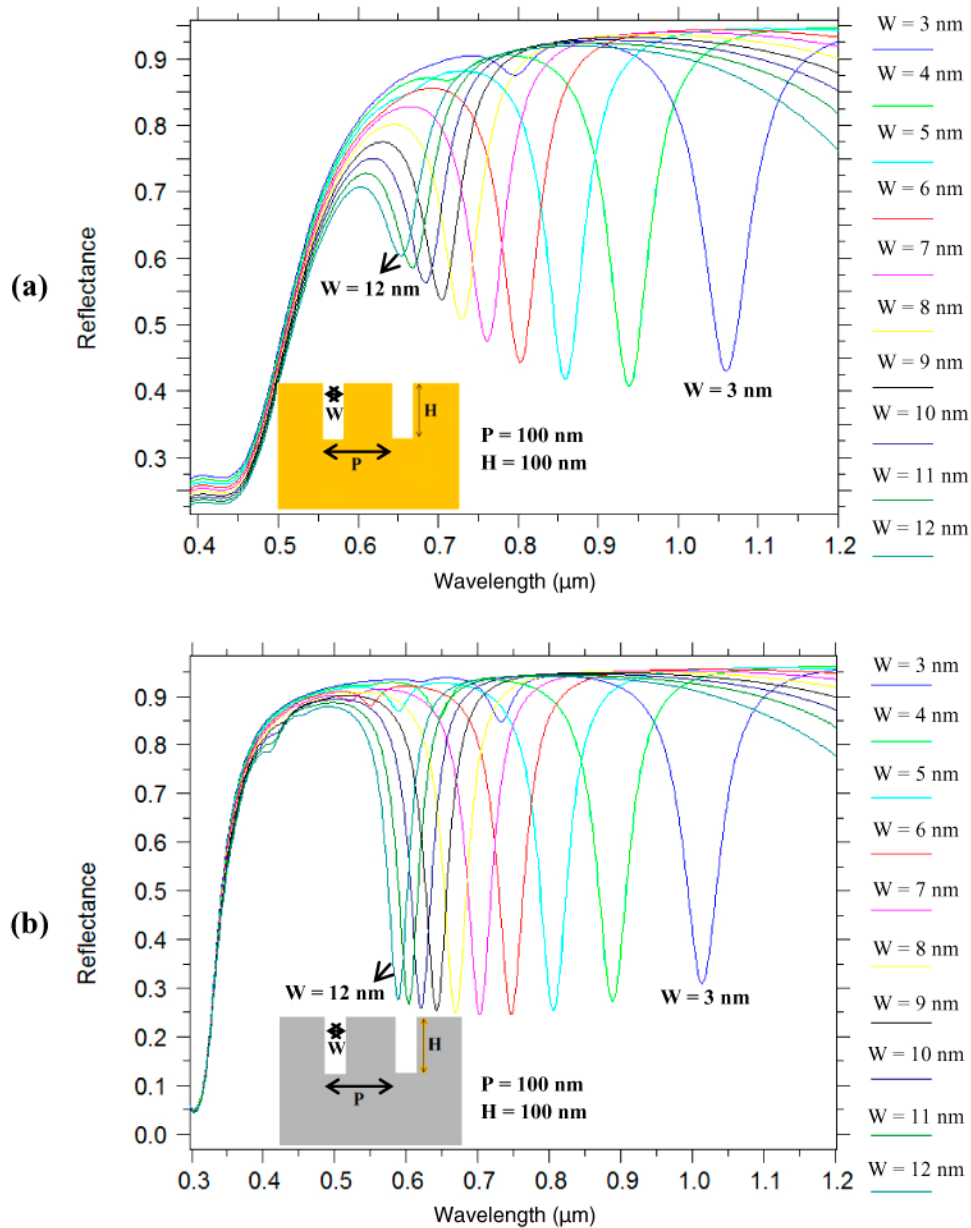 (a)
Reflectance
0.9
0.8
0.7
0.6
0.5
0.4
0.3
W = 12 nm
W = 3 nm
W
H
P
P = 100 nm
H = 100 nm
0.4 0.5 0.6 0.7 0.8 0.9 1.0 1.1 1.2
Wavelength (μm)
W = 3 nm
W = 4 nm
W = 5 nm
W = 6 nm
W = 7 nm
W = 8 nm
W = 9 nm
W = 10 nm
W = 11 nm
W = 12 nm
(b)
Reflectance
0.9
0.8
0.7
0.6
0.5
0.4
0.3
0.2
0.1
0.0
W = 12 nm
W = 3 nm
W
H
P
P = 100 nm
H = 100 nm
0.3 0.4 0.5 0.6 0.7 0.8 0.9 1.0 1.1 1.2
Wavelength (μm)
W = 3 nm
W = 4 nm
W = 5 nm
W = 6 nm
W = 7 nm
W = 8 nm
W = 9 nm
W = 10 nm
W = 11 nm
W = 12 nm